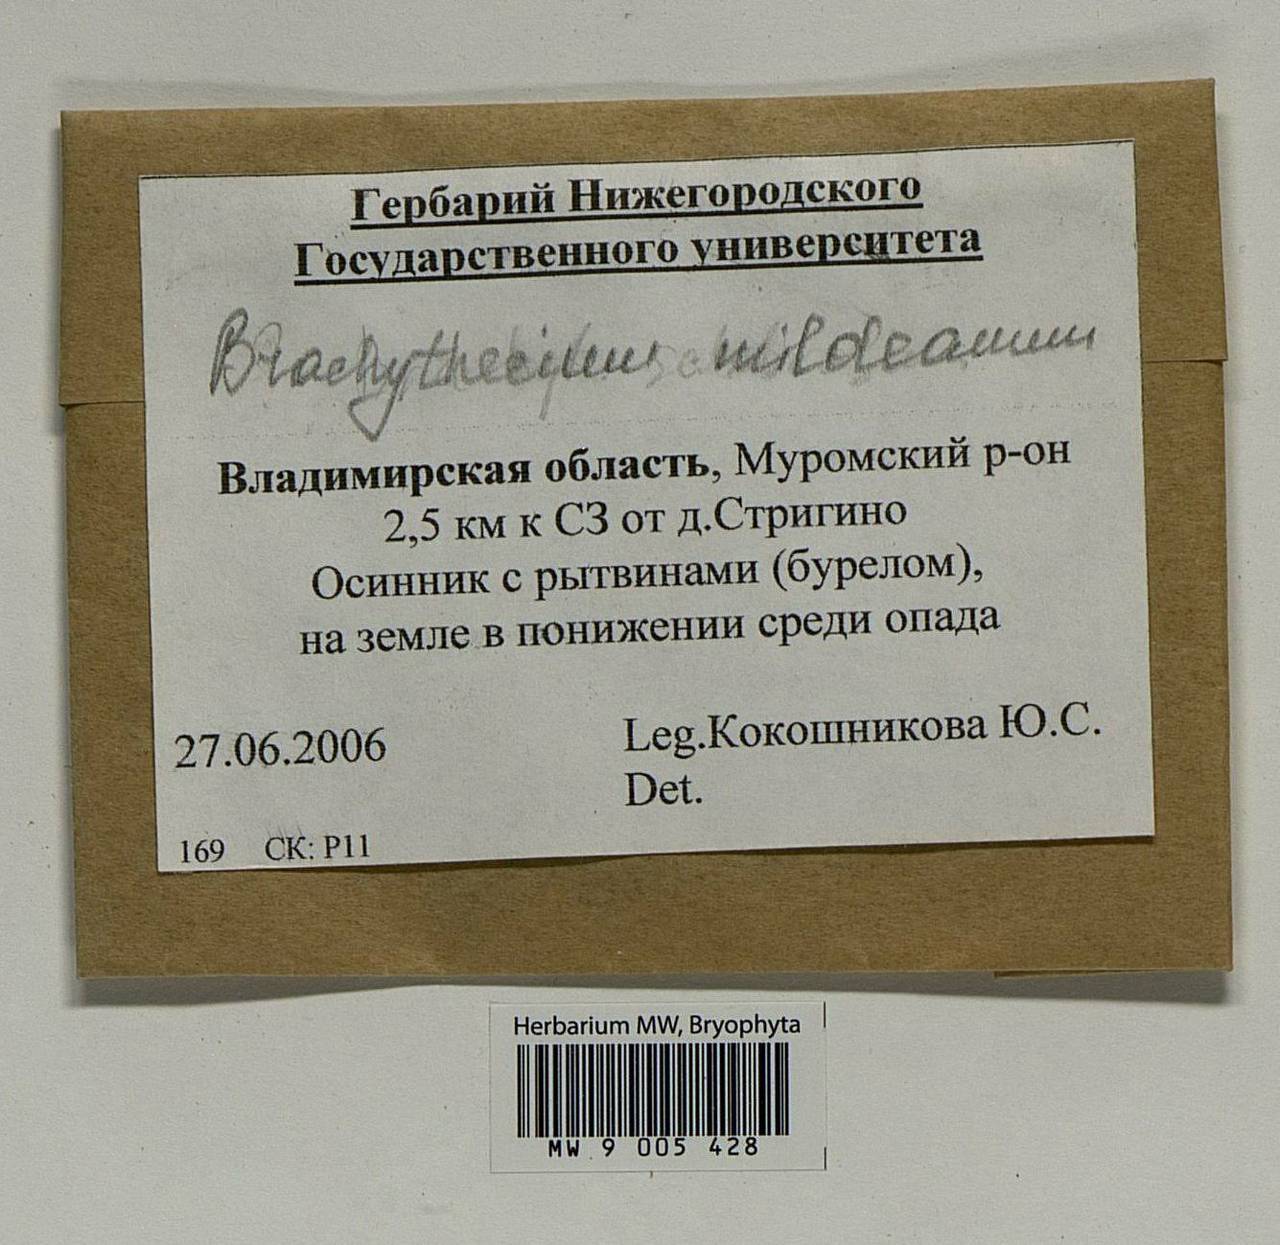 Гербарий Нижегородского
Государственного университета
Brachythecium mildeanum
Владимирская область, Муромский р-он
2,5 км к СЗ от д.Стригино
Осинник с рытвинами (бурелом),
на земле в понижении среди опада
27.06.2006 Leg.Кокошникова Ю.С.
Det.
169 СК: Р11
Herbarium MW, Bryophyta
MW 9 005 428